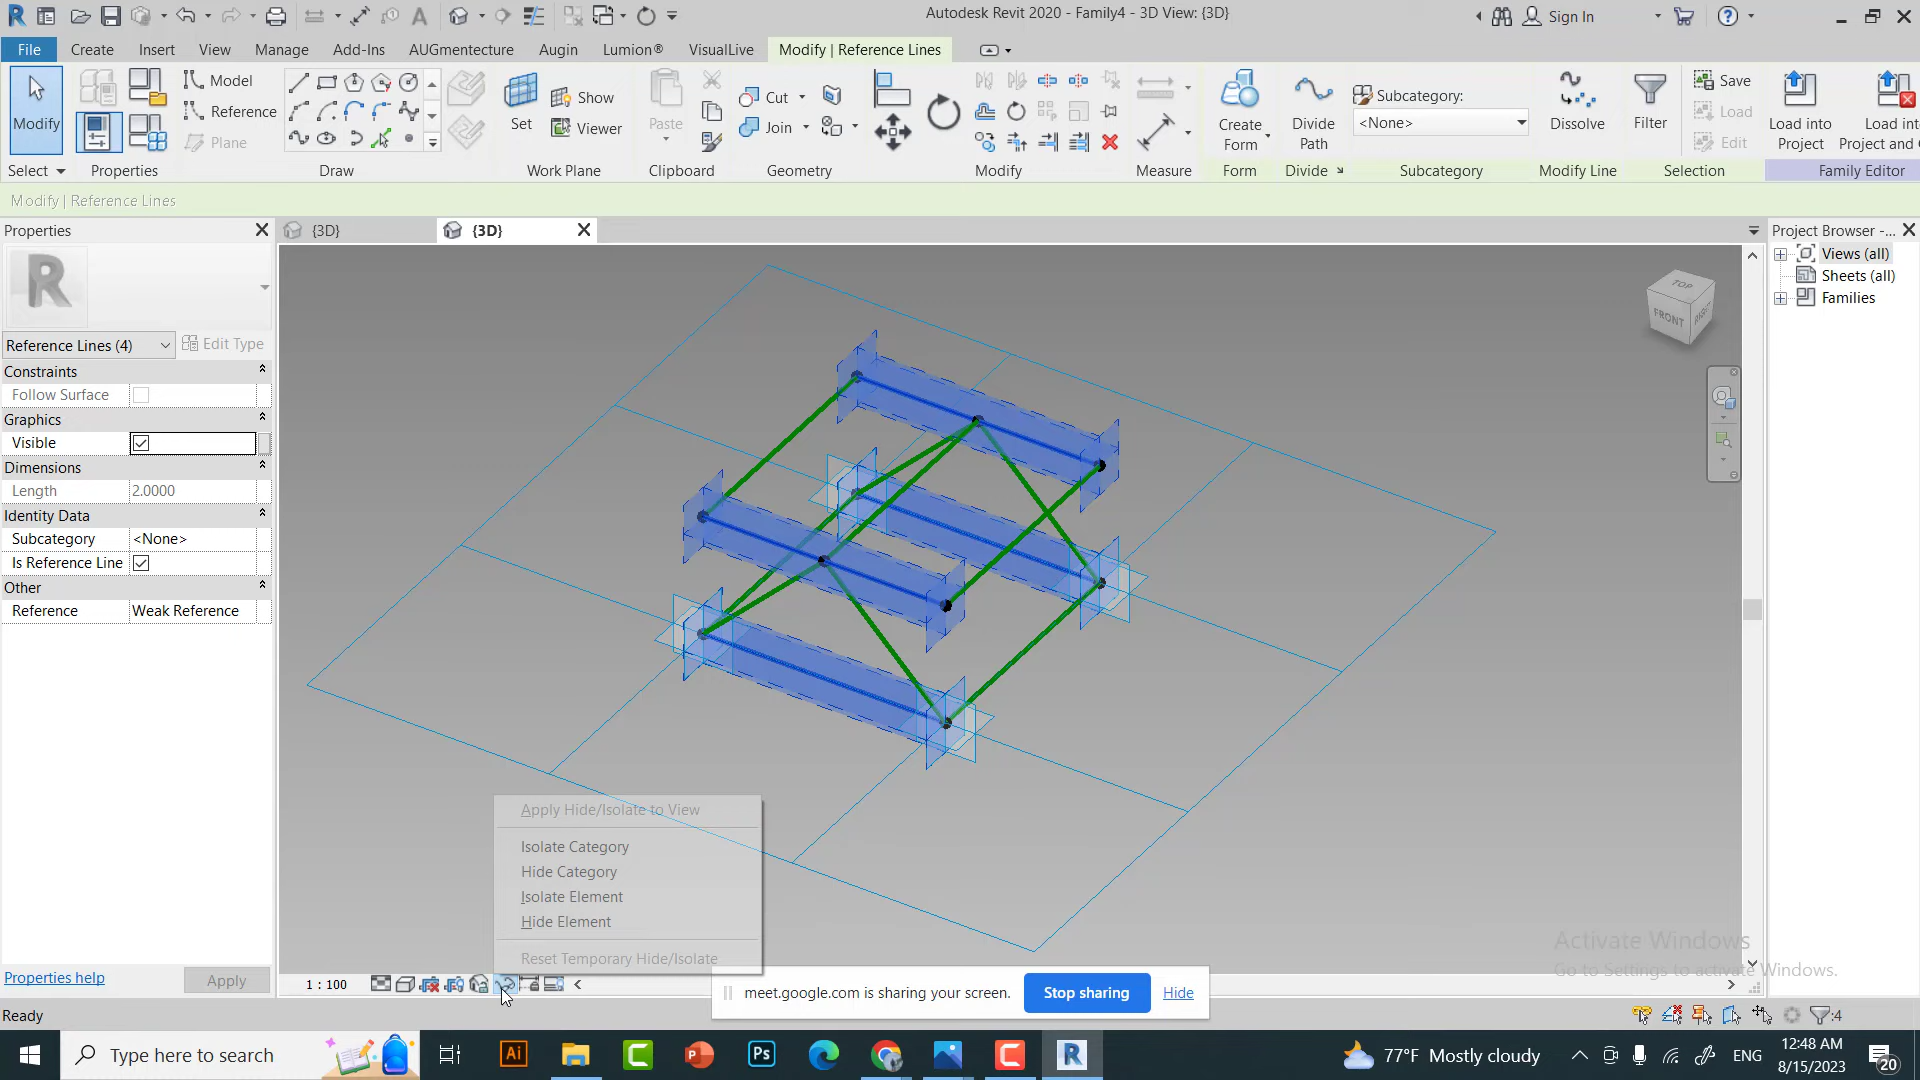 Autodesk Revit 2020 - Family4 - 3D View: {3D}
Sign In
File Create Insert View Manage Add-Ins AUGmentecture Augin Lumion® VisualLive Modify | Reference Lines
Modify
Model
Reference
Plane
Set
Show
Viewer
Paste
Cut
Join
Create
Form
Divide
Path
Subcategory:
<None>
Dissolve
Filter
Save
Load
Edit
Load into
Project
Load into
Project and
Select Properties Draw Work Plane Clipboard Geometry Modify Measure Form Divide Subcategory Modify Line Selection Family Editor
Modify | Reference Lines
Properties
{3D}
{3D}
Project Browser -...
Views (all)
Sheets (all)
Families
R
Reference Lines (4)
Edit Type
Constraints
Follow Surface
Graphics
Visible
Dimensions
Length 2.0000
Identity Data
Subcategory <None>
Is Reference Line
Other
Reference Weak Reference
TOP
FRONT
RIGHT
Apply Hide/Isolate to View
Isolate Category
Hide Category
Isolate Element
Hide Element
Reset Temporary Hide/Isolate
Activate Windows
Go to Settings to activate Windows.
Properties help
Apply
1 : 100
meet.google.com is sharing your screen.
Stop sharing
Hide
Ready
:4
Type here to search
Ai
Ps
R
77°F Mostly cloudy
ENG
12:48 AM
8/15/2023
20